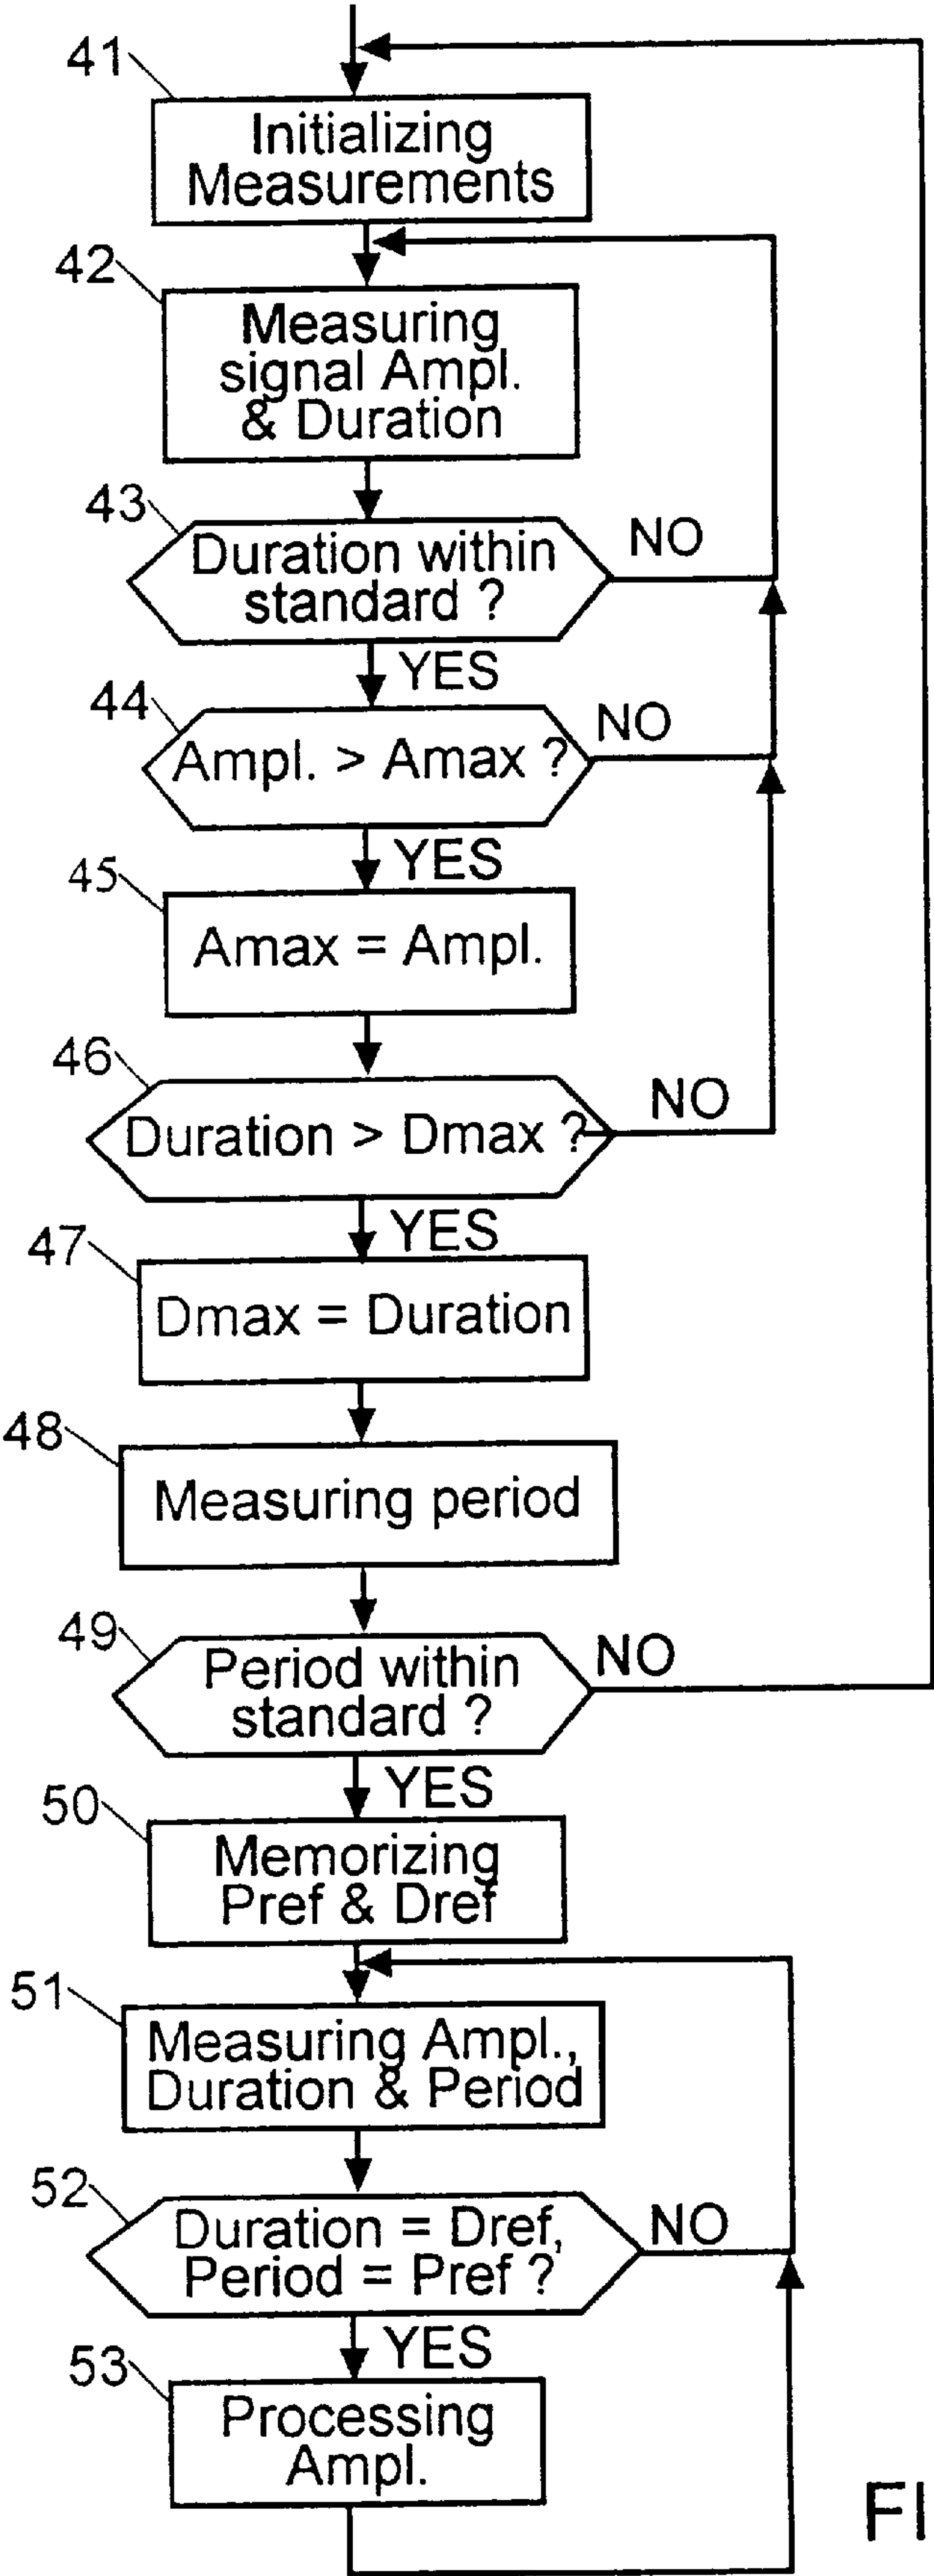 41
Initializing
Measurements
42
Measuring
signal Ampl.
& Duration
43
Duration within
standard ?
NO
YES
44
Ampl. > Amax ?
NO
YES
45
Amax = Ampl.
46
Duration > Dmax ?
NO
YES
47
Dmax = Duration
48
Measuring period
49
Period within
standard ?
NO
YES
50
Memorizing
Pref & Dref
51
Measuring Ampl.,
Duration & Period
52
Duration = Dref,
Period = Pref ?
NO
YES
53
Processing
Ampl.
FI